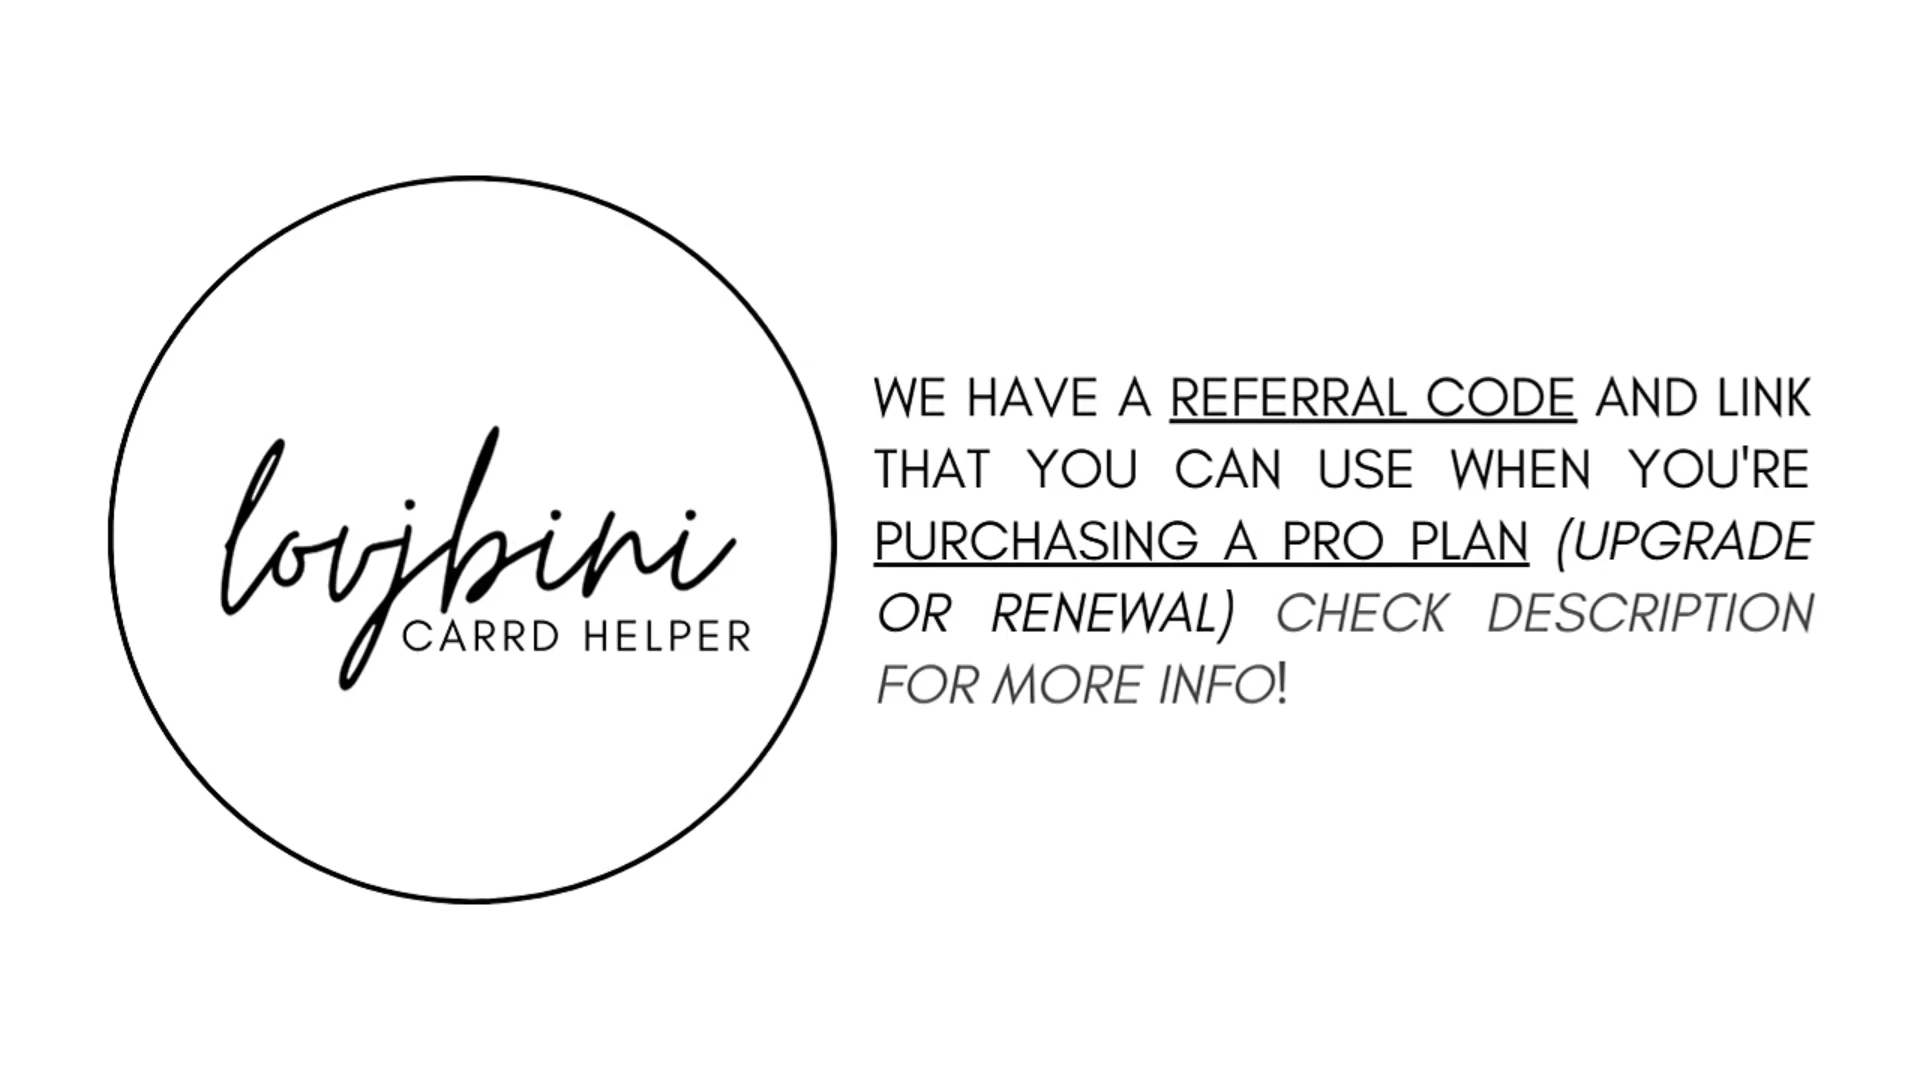 lovjbini
CARRD HELPER
WE HAVE A REFERRAL CODE AND LINK
THAT YOU CAN USE WHEN YOU'RE
PURCHASING A PRO PLAN (UPGRADE
OR RENEWAL) CHECK DESCRIPTION
FOR MORE INFO!